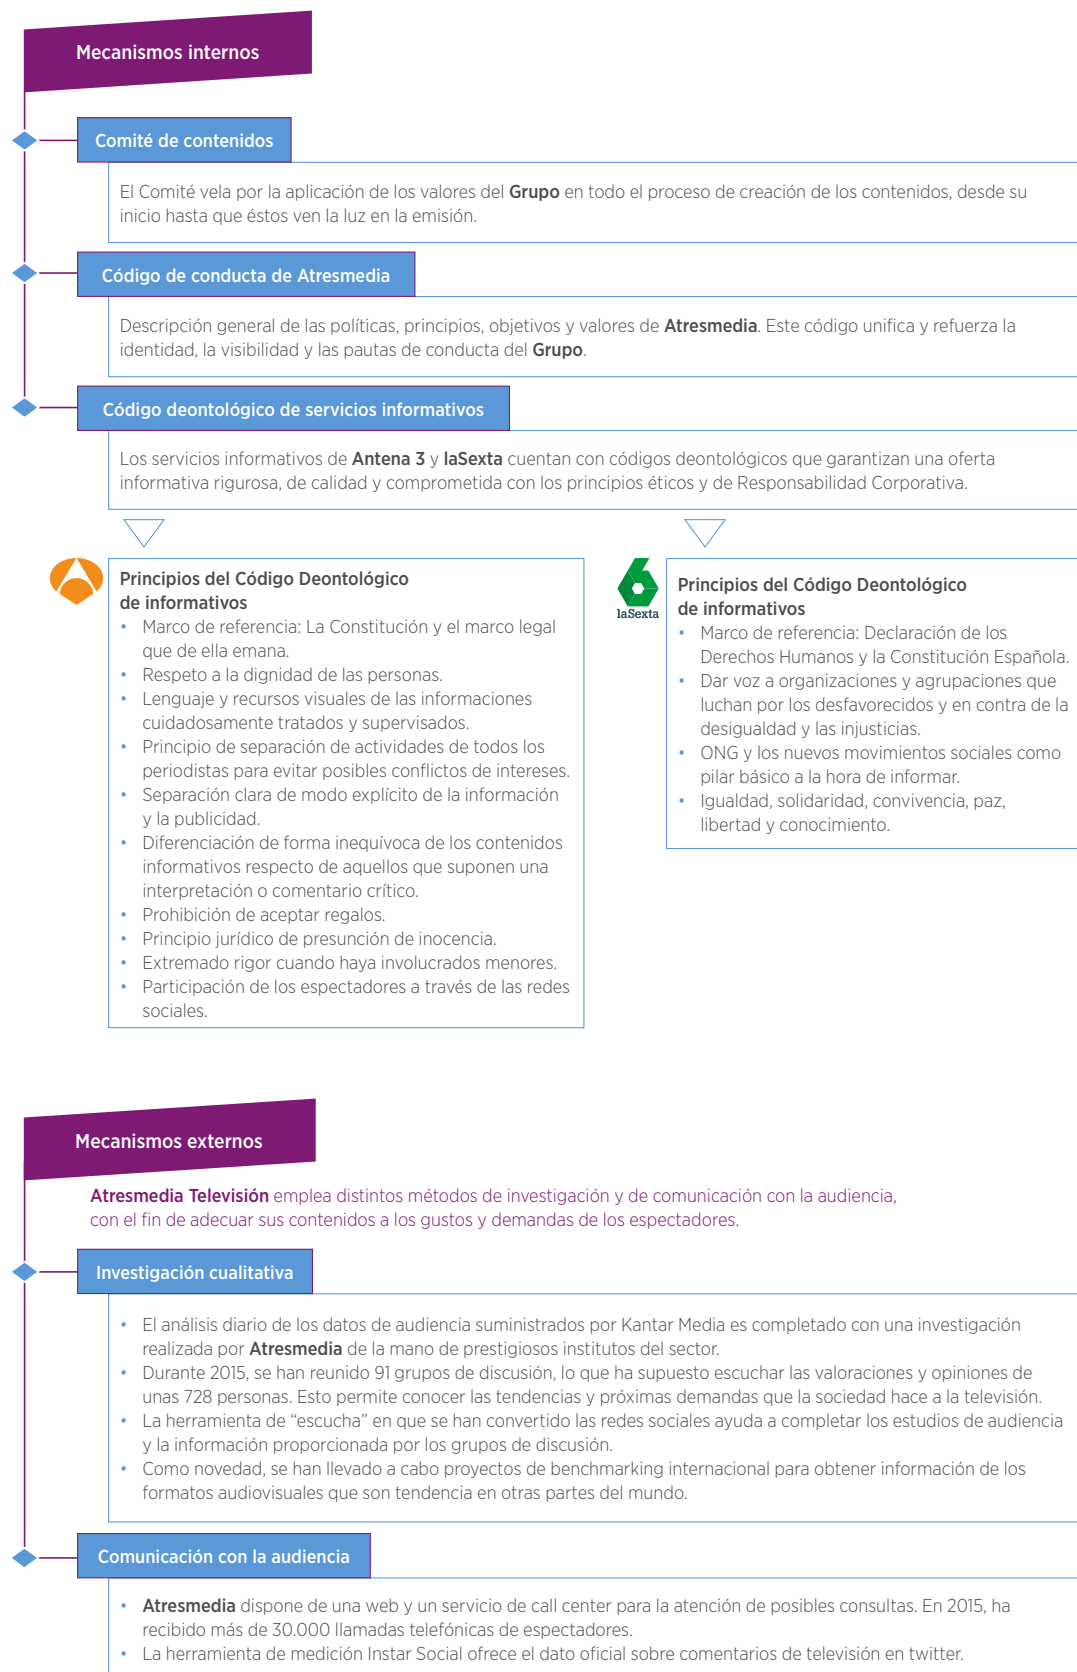 Mecanismos internos
Comité de contenidos
El Comité vela por la aplicación de los valores del Grupo en todo el proceso de creación de los contenidos, desde su
inicio hasta que éstos ven la luz en la emisión.
Código de conducta de Atresmedia
Descripción general de las políticas, principios, objetivos y valores de Atresmedia. Este código unifica y refuerza la
identidad, la visibilidad y las pautas de conducta del Grupo.
Código deontológico de servicios informativos
Los servicios informativos de Antena 3 y laSexta cuentan con códigos deontológicos que garantizan una oferta
informativa rigurosa, de calidad y comprometida con los principios éticos y de Responsabilidad Corporativa.
Principios del Código Deontológico
de informativos
• Marco de referencia: La Constitución y el marco legal
que de ella emana.
• Respeto a la dignidad de las personas.
• Lenguaje y recursos visuales de las informaciones
cuidadosamente tratados y supervisados.
• Principio de separación de actividades de todos los
periodistas para evitar posibles conflictos de intereses.
• Separación clara de modo explícito de la información
y la publicidad.
• Diferenciación de forma inequívoca de los contenidos
informativos respecto de aquellos que suponen una
interpretación o comentario crítico.
• Prohibición de aceptar regalos.
• Principio jurídico de presunción de inocencia.
• Extremado rigor cuando haya involucrados menores.
• Participación de los espectadores a través de las redes
sociales.
laSexta
Principios del Código Deontológico
de informativos
• Marco de referencia: Declaración de los
Derechos Humanos y la Constitución Española.
• Dar voz a organizaciones y agrupaciones que
luchan por los desfavorecidos y en contra de la
desigualdad y las injusticias.
• ONG y los nuevos movimientos sociales como
pilar básico a la hora de informar.
• Igualdad, solidaridad, convivencia, paz,
libertad y conocimiento.
Mecanismos externos
Atresmedia Televisión emplea distintos métodos de investigación y de comunicación con la audiencia,
con el fin de adecuar sus contenidos a los gustos y demandas de los espectadores.
Investigación cualitativa
• El análisis diario de los datos de audiencia suministrados por Kantar Media es completado con una investigación
realizada por Atresmedia de la mano de prestigiosos institutos del sector.
• Durante 2015, se han reunido 91 grupos de discusión, lo que ha supuesto escuchar las valoraciones y opiniones de
unas 728 personas. Esto permite conocer las tendencias y próximas demandas que la sociedad hace a la televisión.
• La herramienta de “escucha” en que se han convertido las redes sociales ayuda a completar los estudios de audiencia
y la información proporcionada por los grupos de discusión.
• Como novedad, se han llevado a cabo proyectos de benchmarking internacional para obtener información de los
formatos audiovisuales que son tendencia en otras partes del mundo.
Comunicación con la audiencia
• Atresmedia dispone de una web y un servicio de call center para la atención de posibles consultas. En 2015, ha
recibido más de 30.000 llamadas telefónicas de espectadores.
• La herramienta de medición Instar Social ofrece el dato oficial sobre comentarios de televisión en twitter.